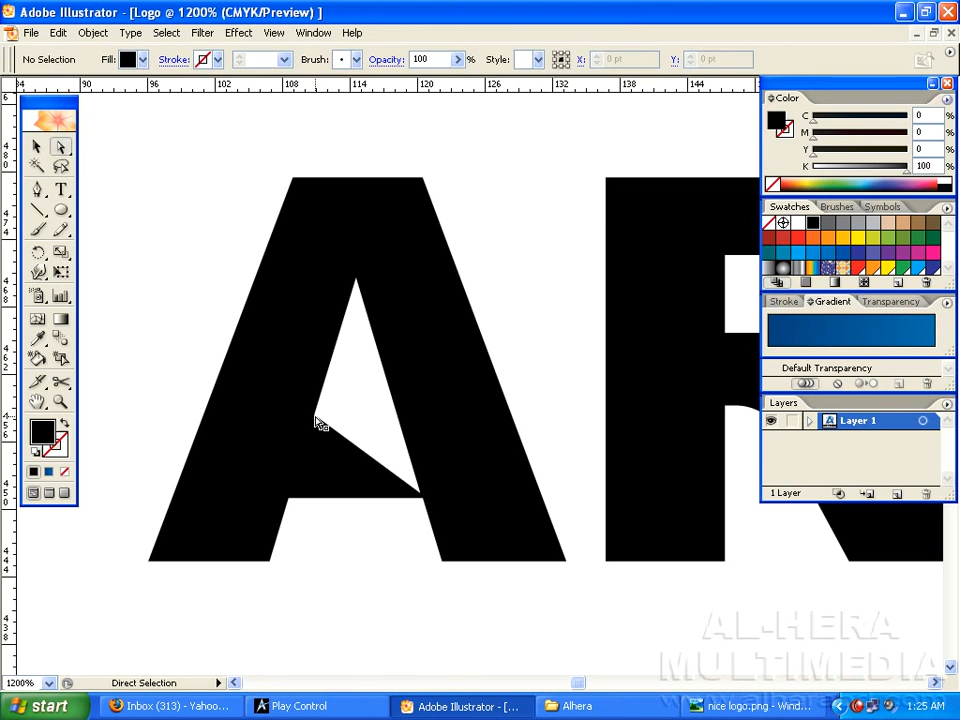 Adobe Illustrator - [Logo @ 1200% (CMYK/Preview) ]
File Edit Object Type Select Filter Effect View Window Help
No Selection Fill: Stroke: Brush: Opacity: 100 Style: X: 0 pt Y: 0 pt
90 96 102 108 114 120 126 132 138 144
Color
C 0 %
M 0 %
Y 0 %
K 100 %
Swatches Brushes Symbols
Stroke Gradient Transparency
Default Transparency
Layers
Layer 1
1 Layer
AR
AL-HERA
MULTIMEDIA
www.alherabd.com
1200% Direct Selection
start Inbox (313) - Yahoo... Play Control Adobe Illustrator - [... Alhera nice logo.png - Wind... 1:25 AM